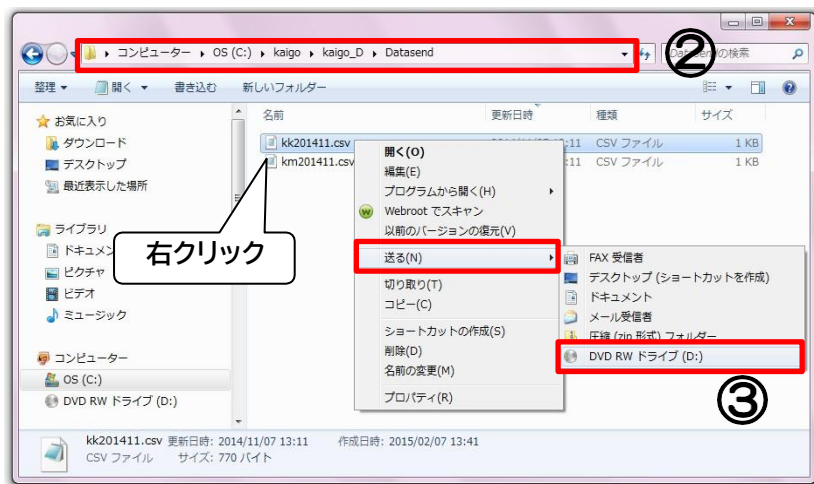 コンピューター ▸ OS (C:) ▸ kaigo ▸ kaigo_D ▸ Datasend
の検索
②
整理 ▼ 開く ▼ 書き込む 新しいフォルダー
お気に入り
ダウンロード
デスクトップ
最近表示した場所
ライブラリ
ピクチャ
ビデオ
ミュージック
コンピューター
OS (C:)
DVD RW ドライブ (D:)
名前 更新日時 種類 サイズ
kk201411.csv :11 CSV ファイル 1 KB
km201411.csv :11 CSV ファイル 1 KB
右クリック
開く(O)
編集(E)
プログラムから開く(H)
Webroot でスキャン
以前のバージョンの復元(V)
送る(N)
切り取り(T)
コピー(C)
ショートカットの作成(S)
削除(D)
名前の変更(M)
プロパティ(R)
FAX 受信者
デスクトップ (ショートカットを作成)
ドキュメント
メール受信者
圧縮 (zip 形式) フォルダー
DVD RW ドライブ (D:)
③
kk201411.csv 更新日時: 2014/11/07 13:11 作成日時: 2015/02/07 13:41
CSV ファイル サイズ: 770 バイト